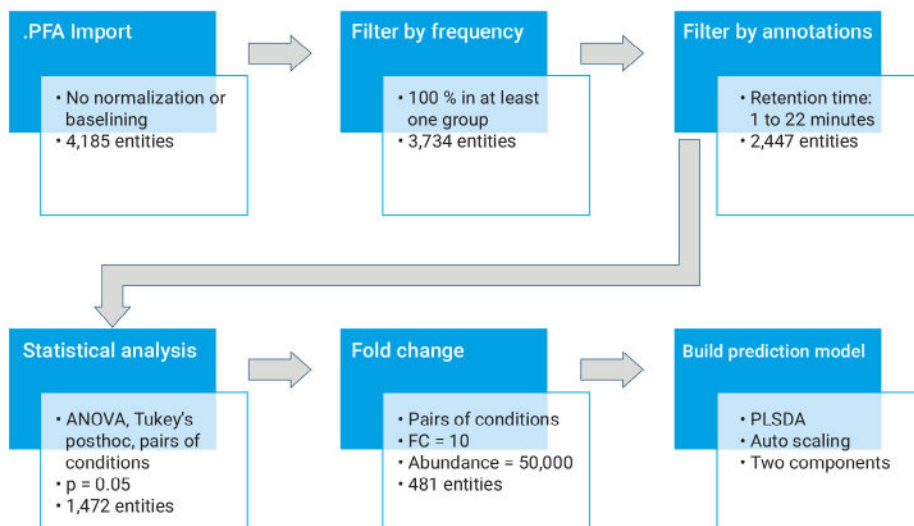 .PFA Import
• No normalization or
baselining
• 4,185 entities
Filter by frequency
• 100 % in at least
one group
• 3,734 entities
Filter by annotations
• Retention time:
1 to 22 minutes
• 2,447 entities
Statistical analysis
• ANOVA, Tukey's
posthoc, pairs of
conditions
• p = 0.05
• 1,472 entities
Fold change
• Pairs of conditions
• FC = 10
• Abundance = 50,000
• 481 entities
Build prediction model
• PLSDA
• Auto scaling
• Two components